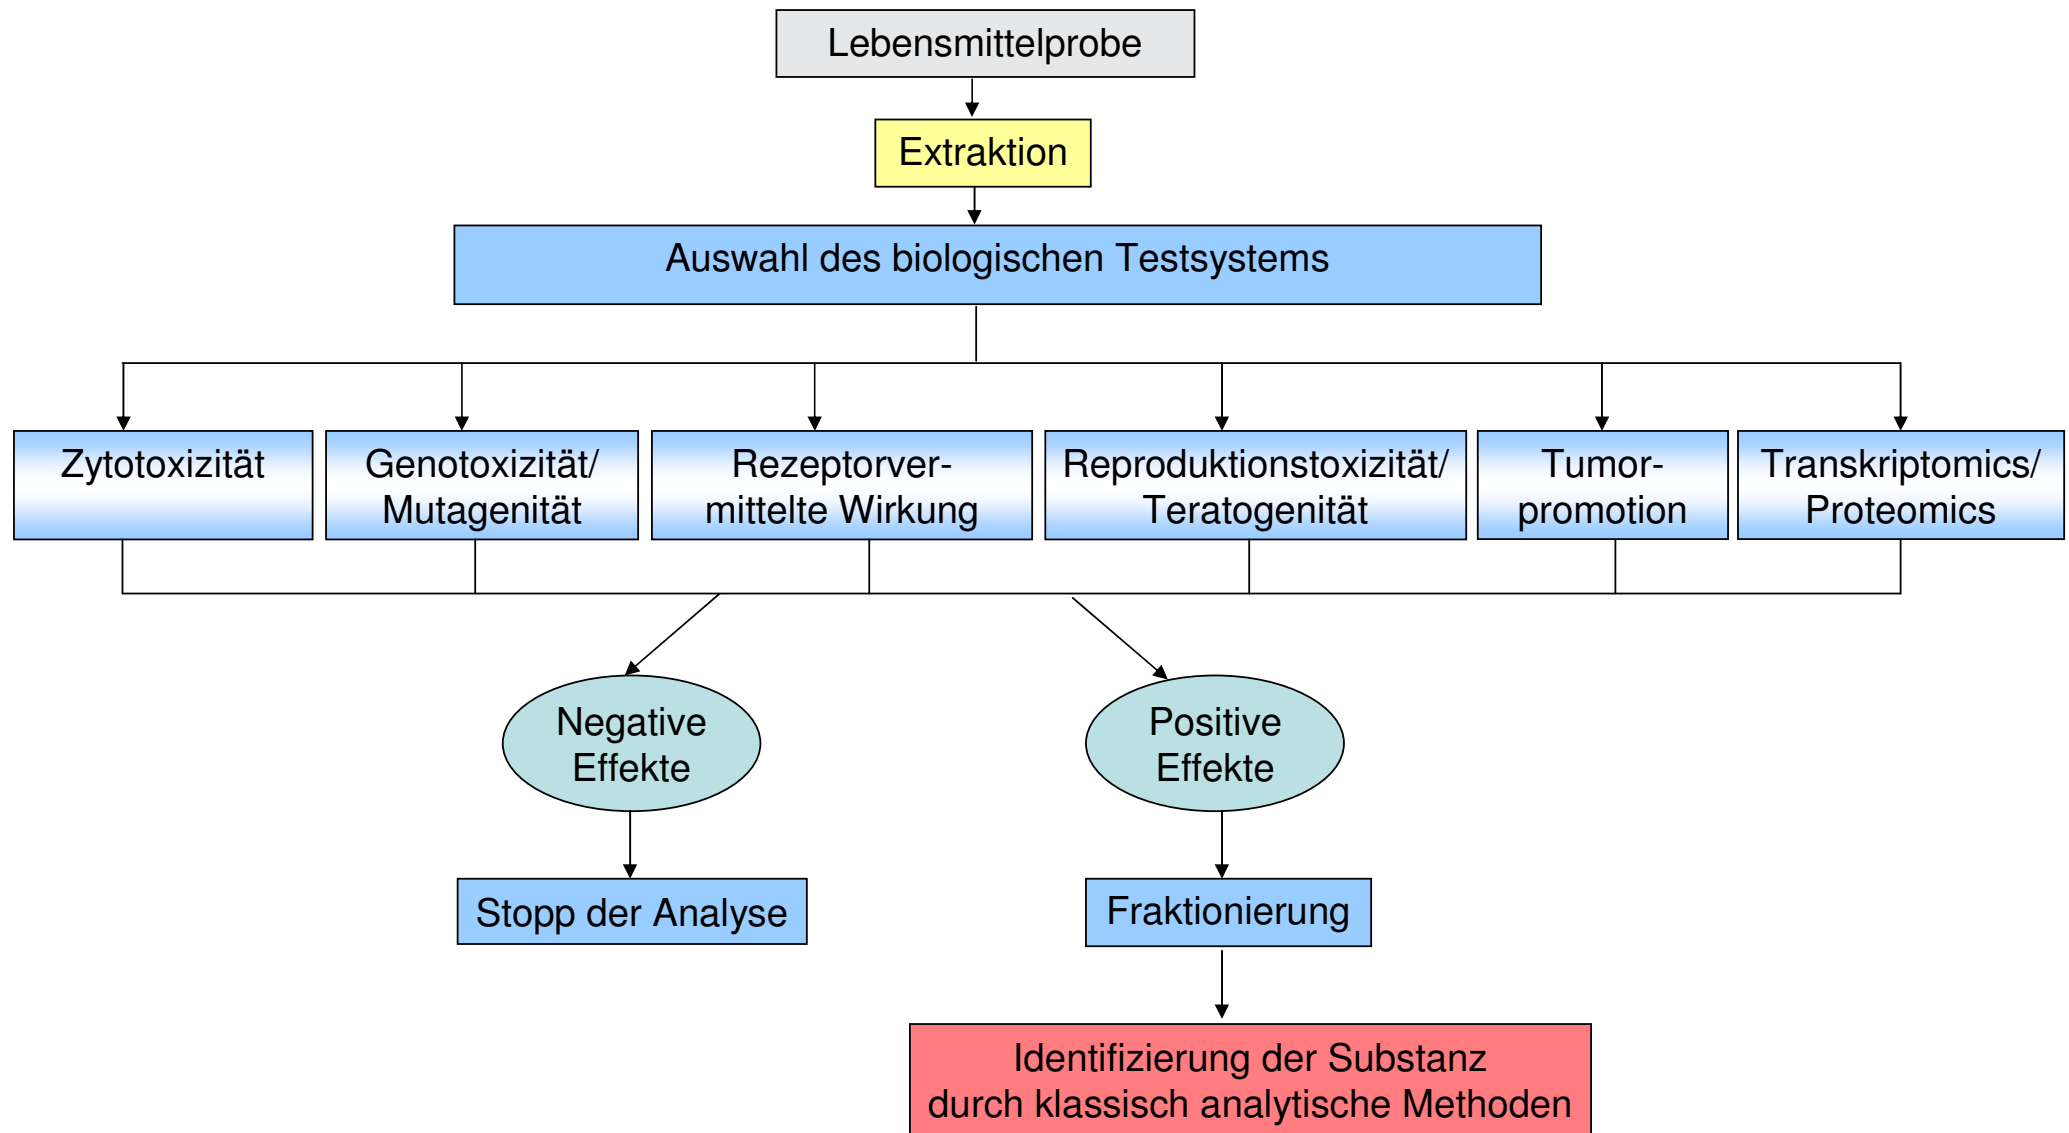 Lebensmittelprobe
Extraktion
Auswahl des biologischen Testsystems
Zytotoxizität
Genotoxizität/
Mutagenität
Rezeptorver-
mittelte Wirkung
Reproduktionstoxizität/
Teratogenität
Tumor-
promotion
Transkriptomics/
Proteomics
Negative
Effekte
Positive
Effekte
Stopp der Analyse
Fraktionierung
Identifizierung der Substanz
durch klassisch analytische Methoden